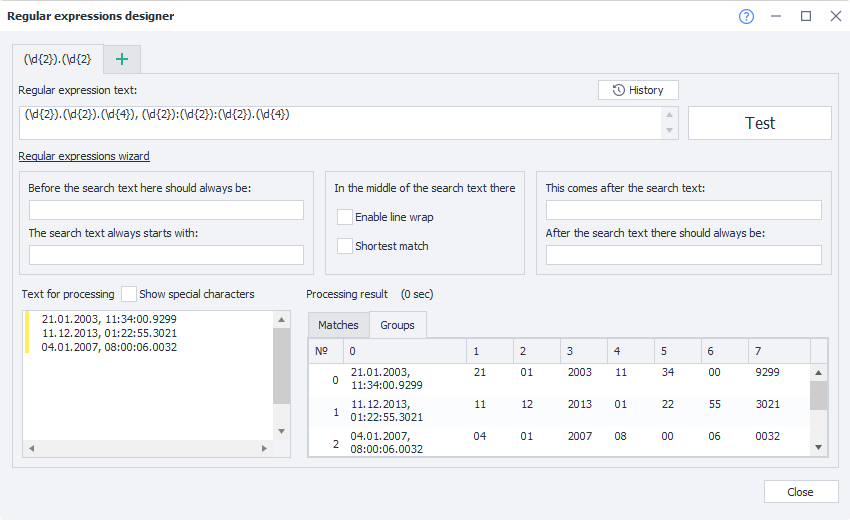 Regular expressions designer
(\d{2}).(\d{2}
Regular expression text:
History
(\d{2}).(\d{2}).(\d{4}), (\d{2}):(\d{2}):(\d{2}).(\d{4})
Test
Regular expressions wizard
Before the search text here should always be:
The search text always starts with:
In the middle of the search text there
Enable line wrap
Shortest match
This comes after the search text:
After the search text there should always be:
Text for processing
Show special characters
21.01.2003, 11:34:00.9299
11.12.2013, 01:22:55.3021
04.01.2007, 08:00:06.0032
Processing result (0 sec)
Matches Groups
№ 0 1 2 3 4 5 6 7
0 21.01.2003, 21 01 2003 11 34 00 9299
11:34:00.9299
1 11.12.2013, 11 12 2013 01 22 55 3021
01:22:55.3021
2 04.01.2007, 04 01 2007 08 00 06 0032
08:00:06.0032
Close